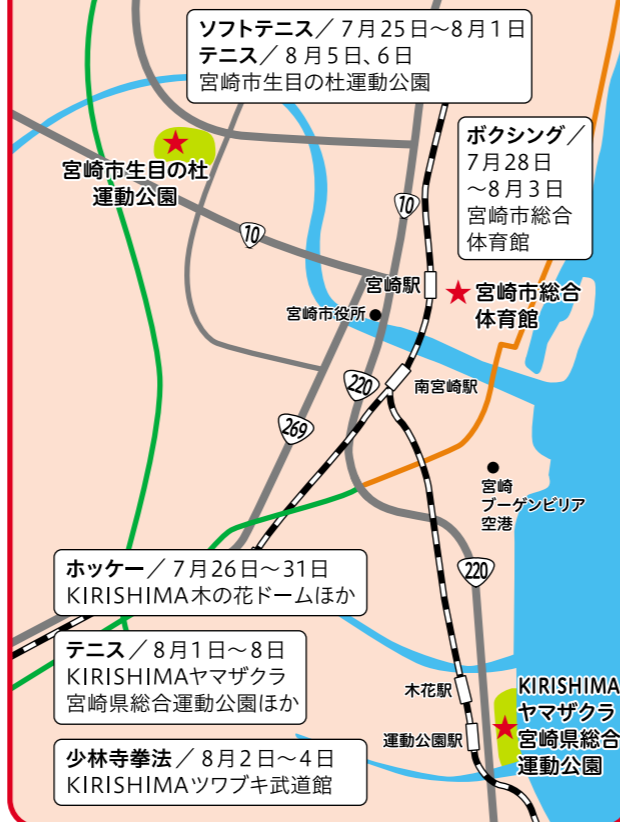 ソフトテニス／7月25日～8月1日
テニス／8月5日、6日
宮崎市生目の杜運動公園
ボクシング／
7月28日
～8月3日
宮崎市総合
体育館
宮崎市生目の杜
運動公園
10
10
宮崎駅
宮崎市総合
体育館
宮崎市役所
220
南宮崎駅
269
宮崎
ブーゲンビリア
空港
220
ホッケー／7月26日～31日
KIRISHIMA木の花ドームほか
テニス／8月1日～8日
KIRISHIMAヤマザクラ
宮崎県総合運動公園ほか
少林寺拳法／8月2日～4日
KIRISHIMAツワブキ武道館
木花駅
運動公園駅
KIRISHIMA
ヤマザクラ
宮崎県総合
運動公園